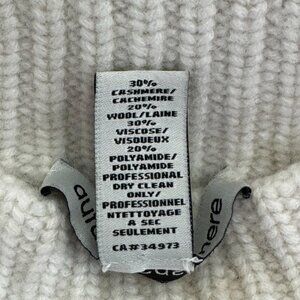 30%
CASHMERE/
CACHEMIRE
20%
WOOL/LAINE
30%
VISCOSE/
VISQUEUX
20%
POLYAMIDE/
POLYAMIDE
PROFESSIONAL
DRY CLEAN
ONLY/
PROFESSIONNEL
NTETTOYAGE
A SEC
SEULEMENT
CA#34973